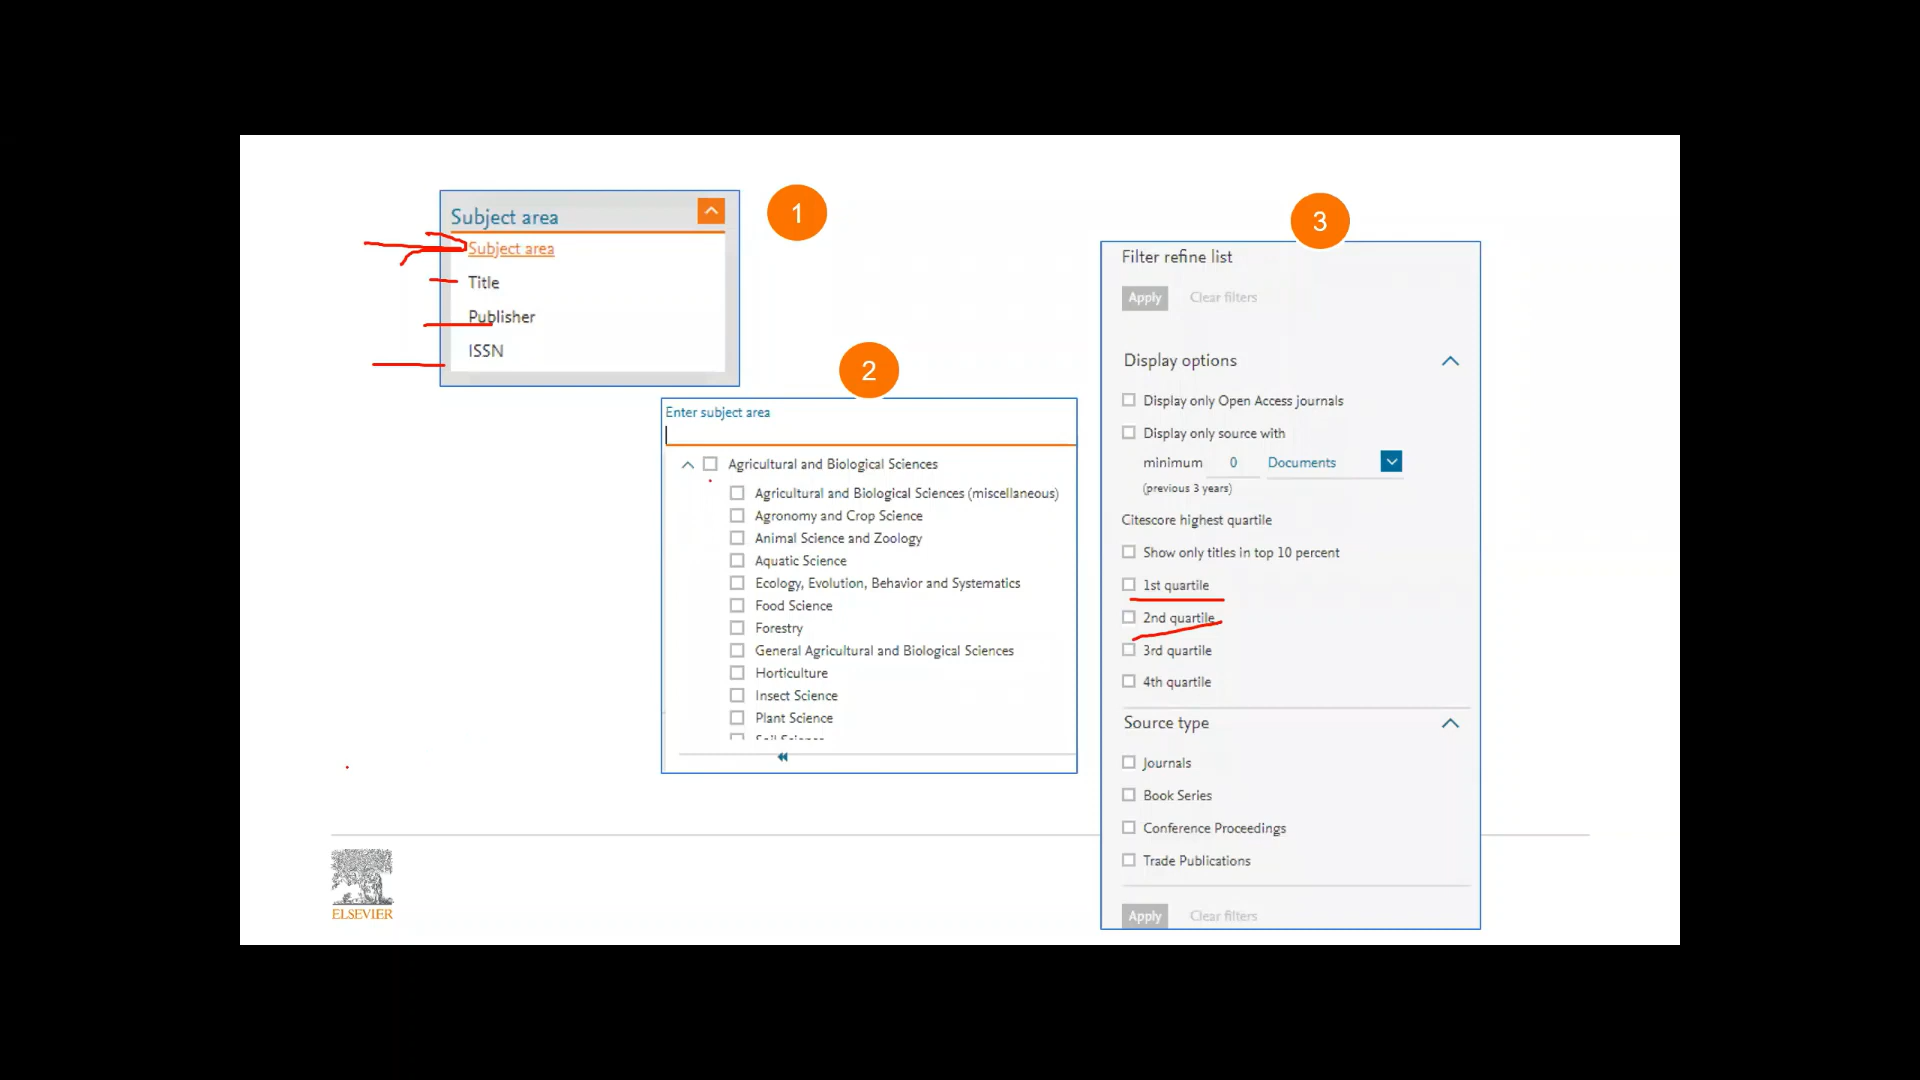 1
Subject area
Subject area
Title
Publisher
ISSN
2
Enter subject area
Agricultural and Biological Sciences
Agricultural and Biological Sciences (miscellaneous)
Agronomy and Crop Science
Animal Science and Zoology
Aquatic Science
Ecology, Evolution, Behavior and Systematics
Food Science
Forestry
General Agricultural and Biological Sciences
Horticulture
Insect Science
Plant Science
Soil Science
3
Filter refine list
Apply Clear filters
Display options
Display only Open Access journals
Display only source with
minimum 0 Documents
(previous 3 years)
Citescore highest quartile
Show only titles in top 10 percent
1st quartile
2nd quartile
3rd quartile
4th quartile
Source type
Journals
Book Series
Conference Proceedings
Trade Publications
Apply Clear filters
ELSEVIER